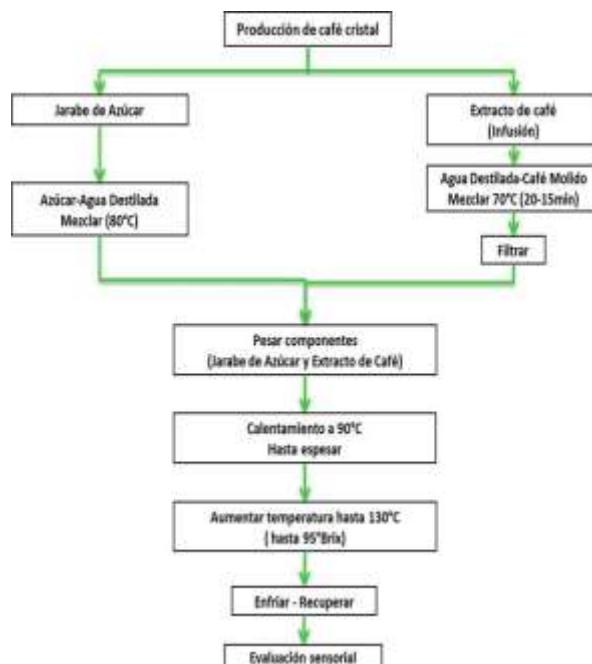 Producción de café cristal
Jarabe de Azúcar
Extracto de café
(Infusión)
Azúcar-Agua Destilada
Mezclar (80°C)
Agua Destilada-Café Molido
Mezclar 70°C (20-15min)
Filtrar
Pesar componentes
(Jarabe de Azúcar y Extracto de Café)
Calentamiento a 90°C
Hasta espesar
Aumentar temperatura hasta 130°C
( hasta 95°Brix)
Enfriar - Recuperar
Evaluación sensorial